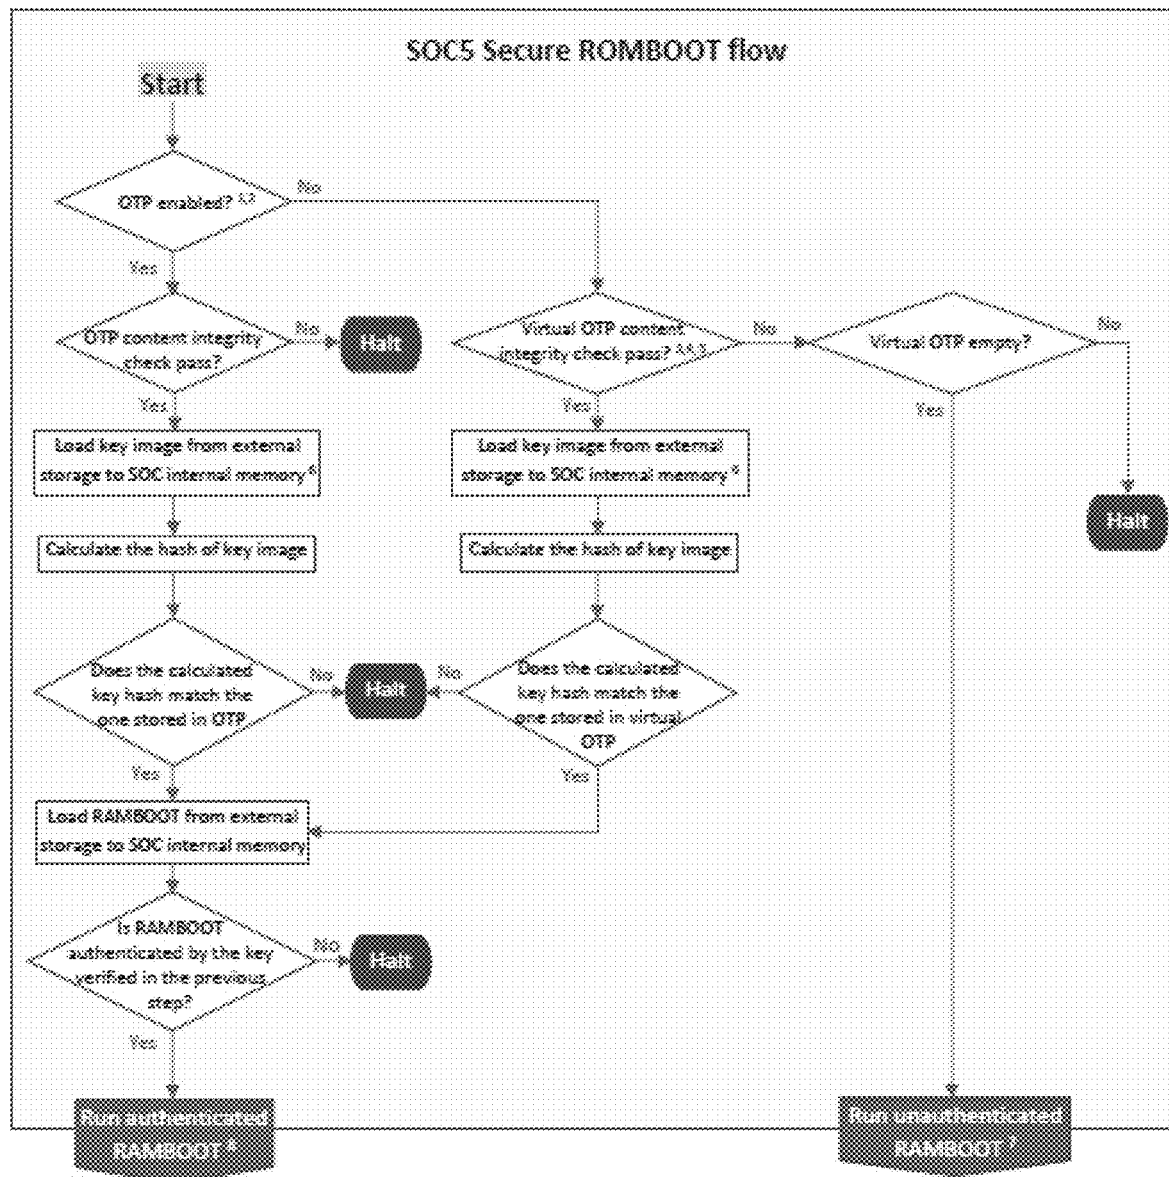 SOC5 Secure ROMBOOT flow
Start
OTP enabled? 1,2
No
Yes
OTP content integrity
check pass?
No
Halt
Virtual OTP content
integrity check pass?
No
Virtual OTP empty?
No
Yes
Yes
Yes
Load key image from external
storage to SOC internal memory 6
Load key image from external
storage to SOC internal memory 6
Halt
Calculate the hash of key image
Calculate the hash of key image
Does the calculated
key hash match the
one stored in OTP
No
Halt
No
Does the calculated
key hash match the
one stored in virtual
OTP
Yes
Yes
Load RAMBOOT from external
storage to SOC internal memory
Is RAMBOOT
authenticated by the key
verified in the previous
step?
No
Halt
Yes
Run authenticated
RAMBOOT
Run unauthenticated
RAMBOOT 7